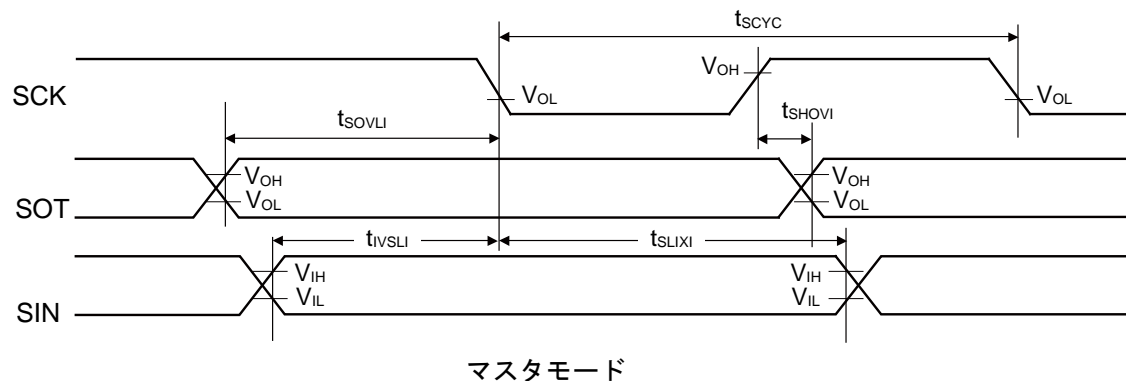 tSCYC
SCK
VOH
VOL
VOL
tSOVLI
tSHOVI
SOT
VOH
VOL
VOH
VOL
tIVSLI
tSLIXI
SIN
VIH
VIL
VIH
VIL
マスタモード